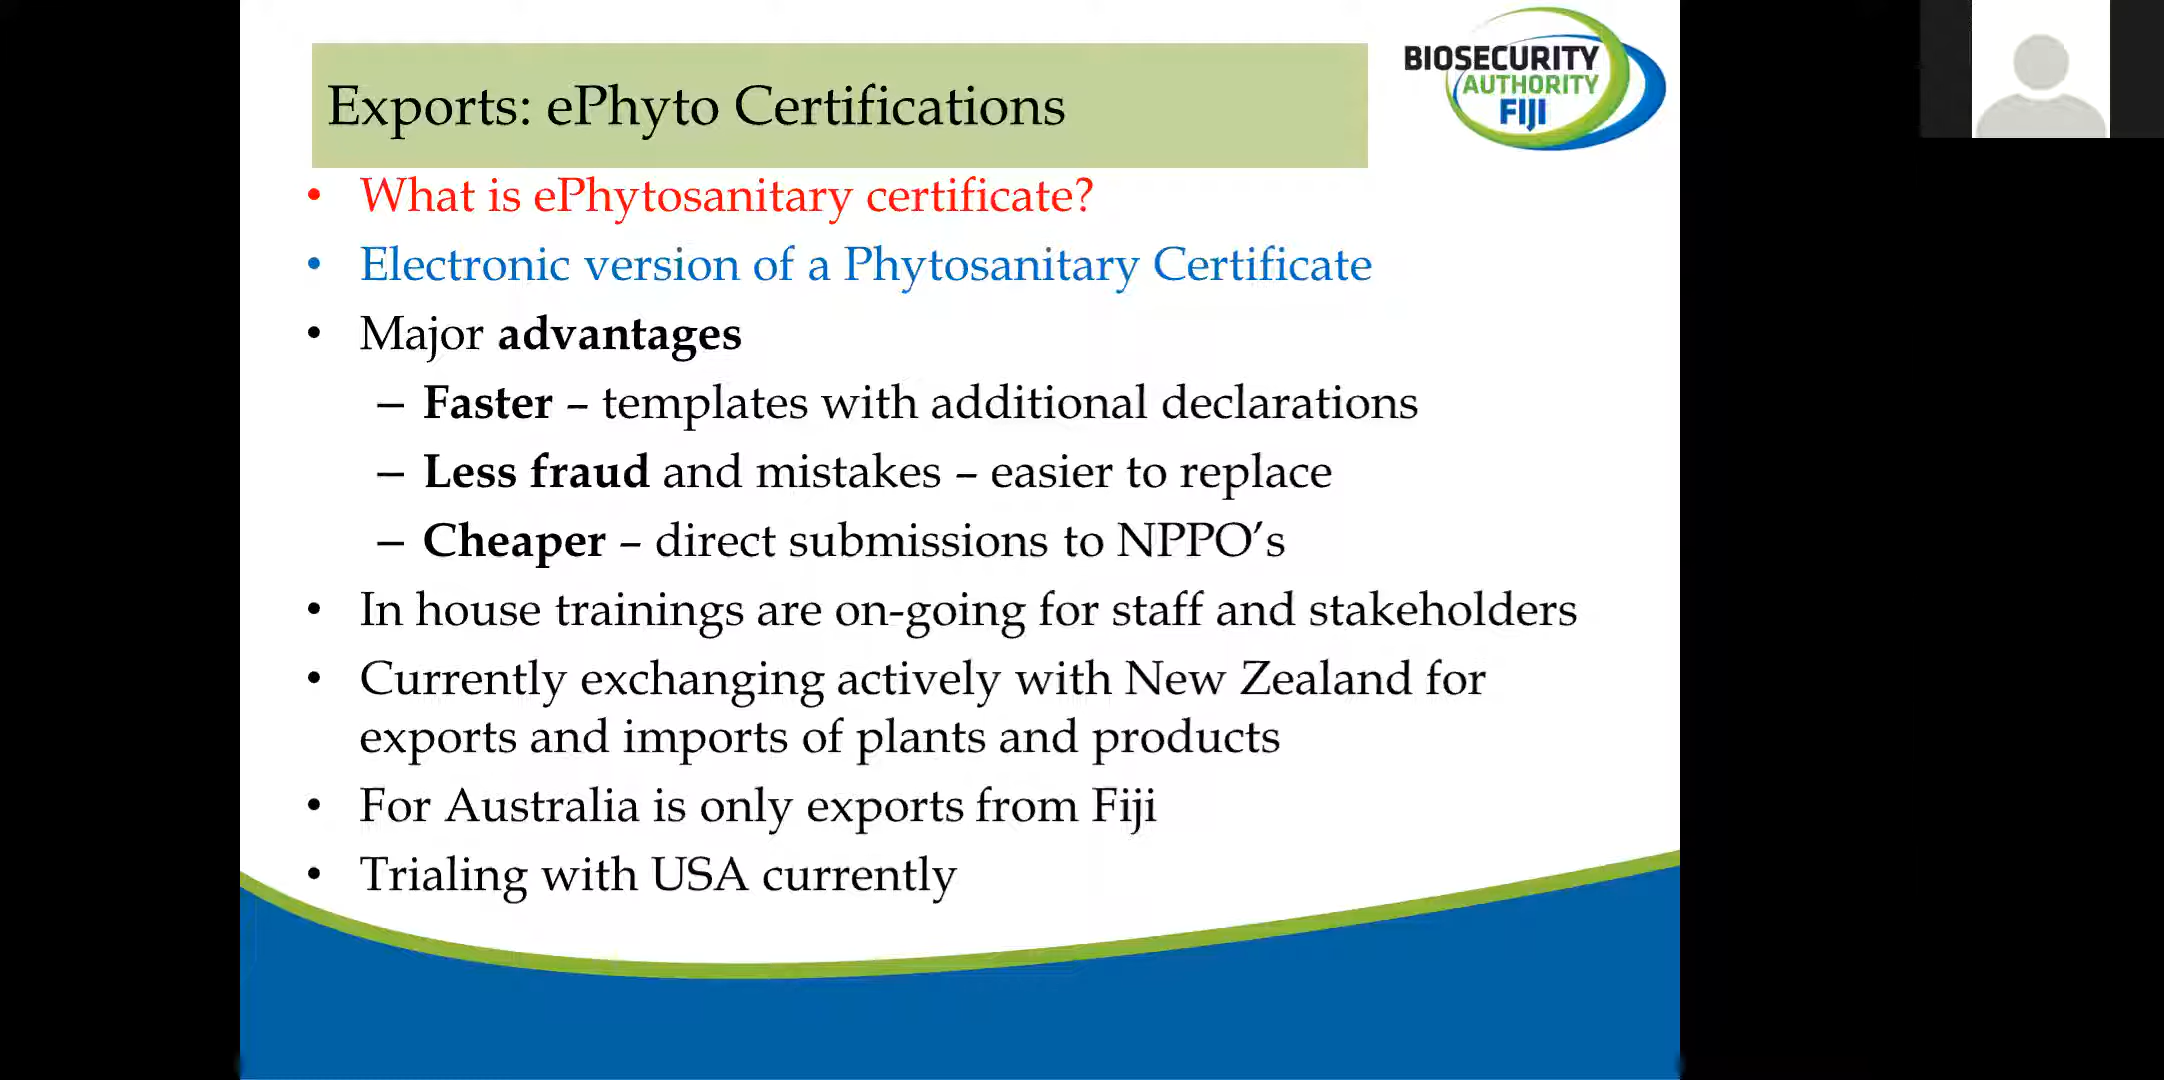 Exports: ePhyto Certifications
BIOSECURITY
AUTHORITY
FIJI
• What is ePhytosanitary certificate?
• Electronic version of a Phytosanitary Certificate
• Major advantages
– Faster – templates with additional declarations
– Less fraud and mistakes – easier to replace
– Cheaper – direct submissions to NPPO’s
• In house trainings are on-going for staff and stakeholders
• Currently exchanging actively with New Zealand for
exports and imports of plants and products
• For Australia is only exports from Fiji
• Trialing with USA currently